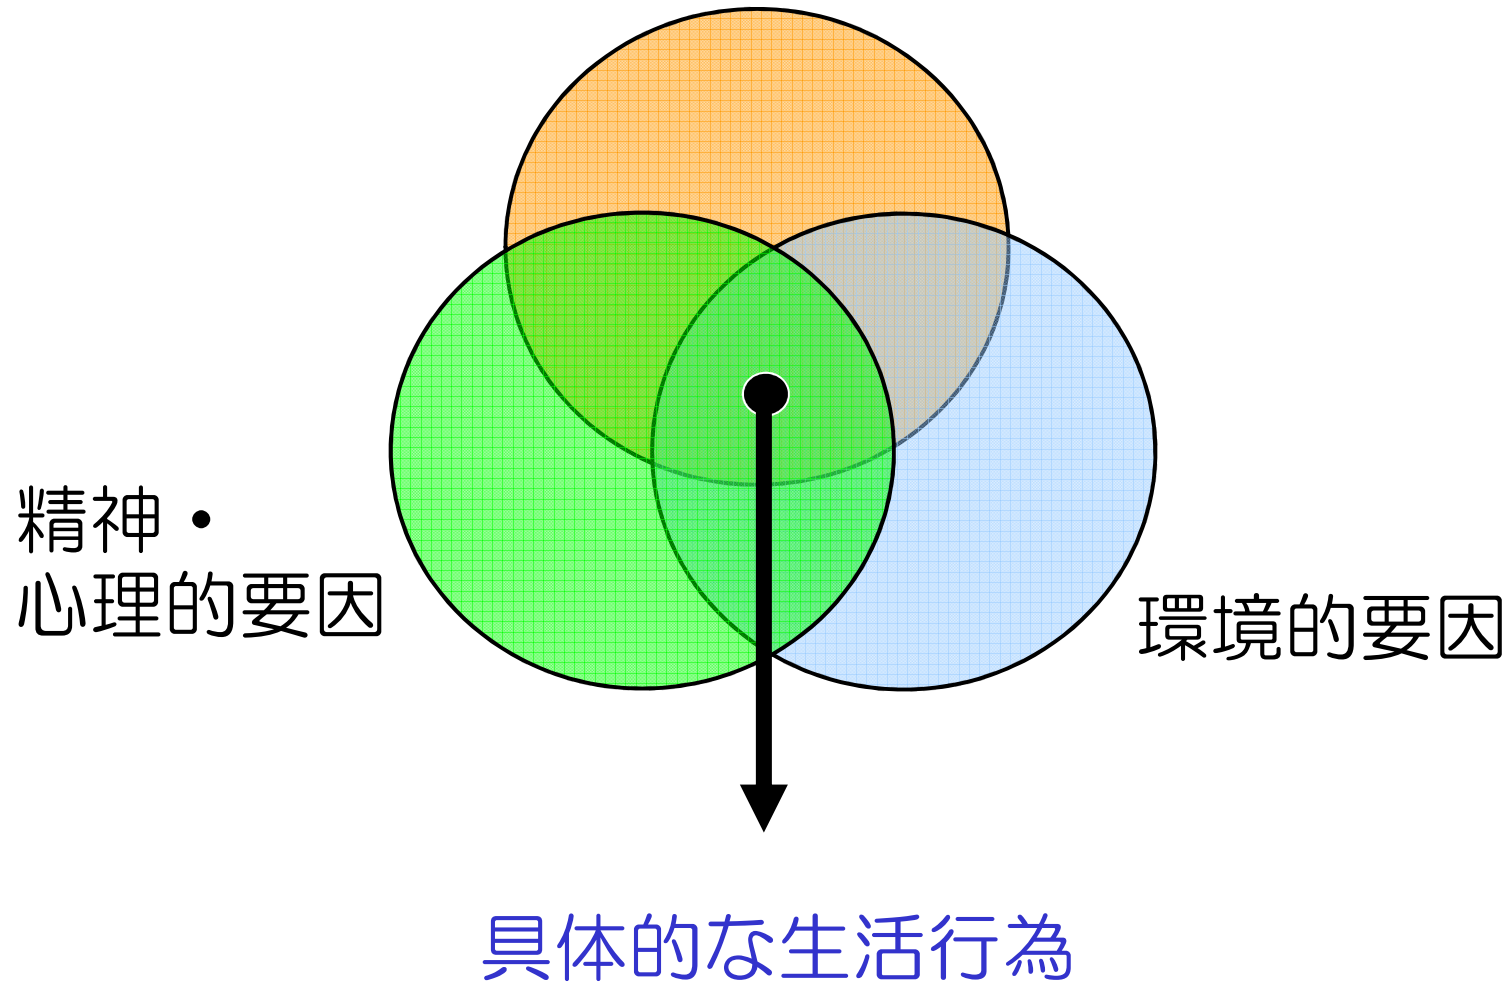 精神・
心理的要因
環境的要因
具体的な生活行為